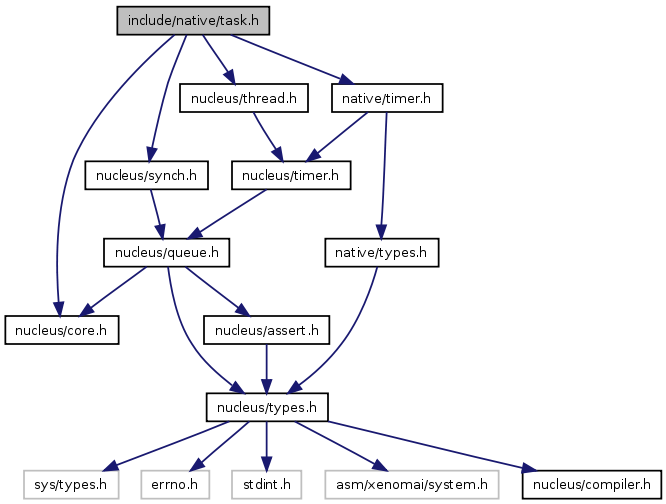 include/native/task.h
nucleus/thread.h
native/timer.h
nucleus/synch.h
nucleus/timer.h
nucleus/queue.h
native/types.h
nucleus/core.h
nucleus/assert.h
nucleus/types.h
sys/types.h
errno.h
stdint.h
asm/xenomai/system.h
nucleus/compiler.h